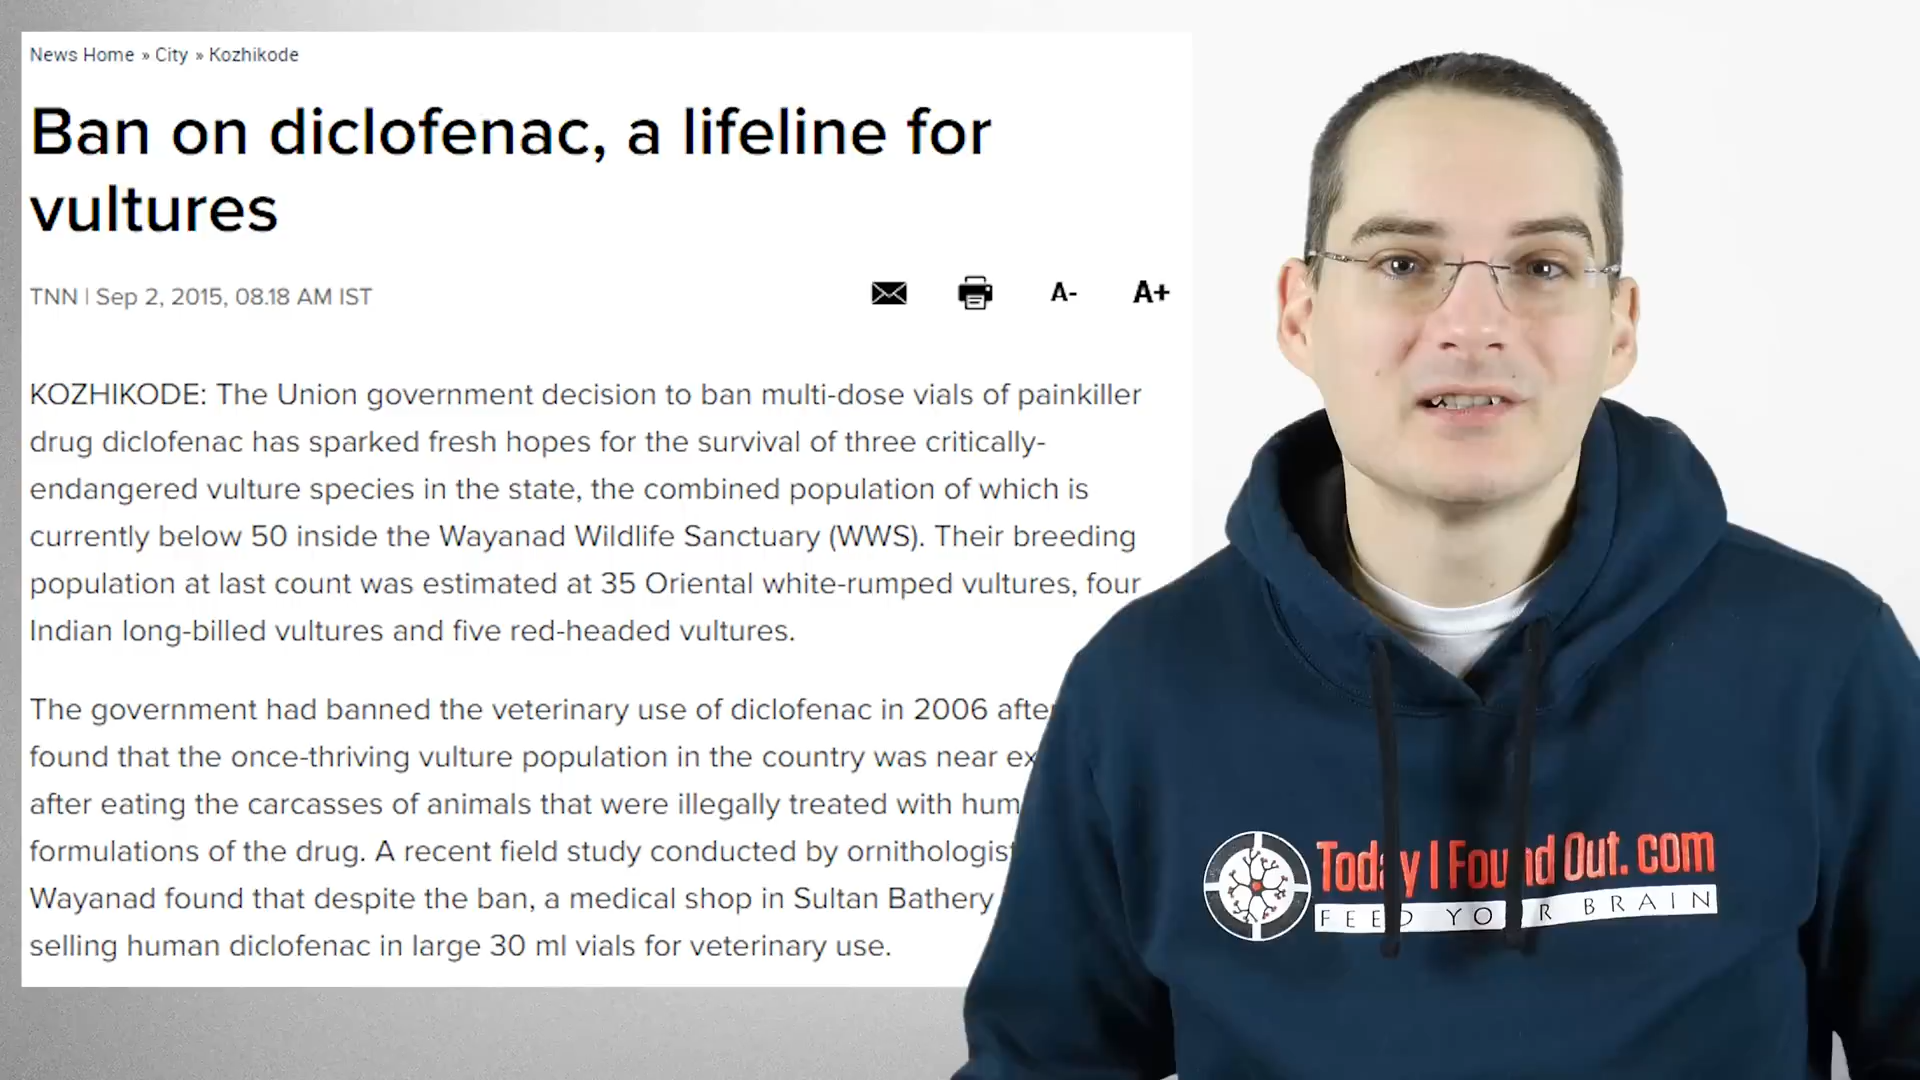 News Home » City » Kozhikode
Ban on diclofenac, a lifeline for
vultures
TNN | Sep 2, 2015, 08.18 AM IST
A- A+
KOZHIKODE: The Union government decision to ban multi-dose vials of painkiller
drug diclofenac has sparked fresh hopes for the survival of three critically-
endangered vulture species in the state, the combined population of which is
currently below 50 inside the Wayanad Wildlife Sanctuary (WWS). Their breeding
population at last count was estimated at 35 Oriental white-rumped vultures, four
Indian long-billed vultures and five red-headed vultures.
The government had banned the veterinary use of diclofenac in 2006
found that the once-thriving vulture population in the country was near
after eating the carcasses of animals that were illegally treated with
formulations of the drug. A recent field study conducted by
Wayanad found that despite the ban, a medical shop in Sultan Bathery
selling human diclofenac in large 30 ml vials for veterinary use.
Today I Found Out.com
FEED YOUR BRAIN